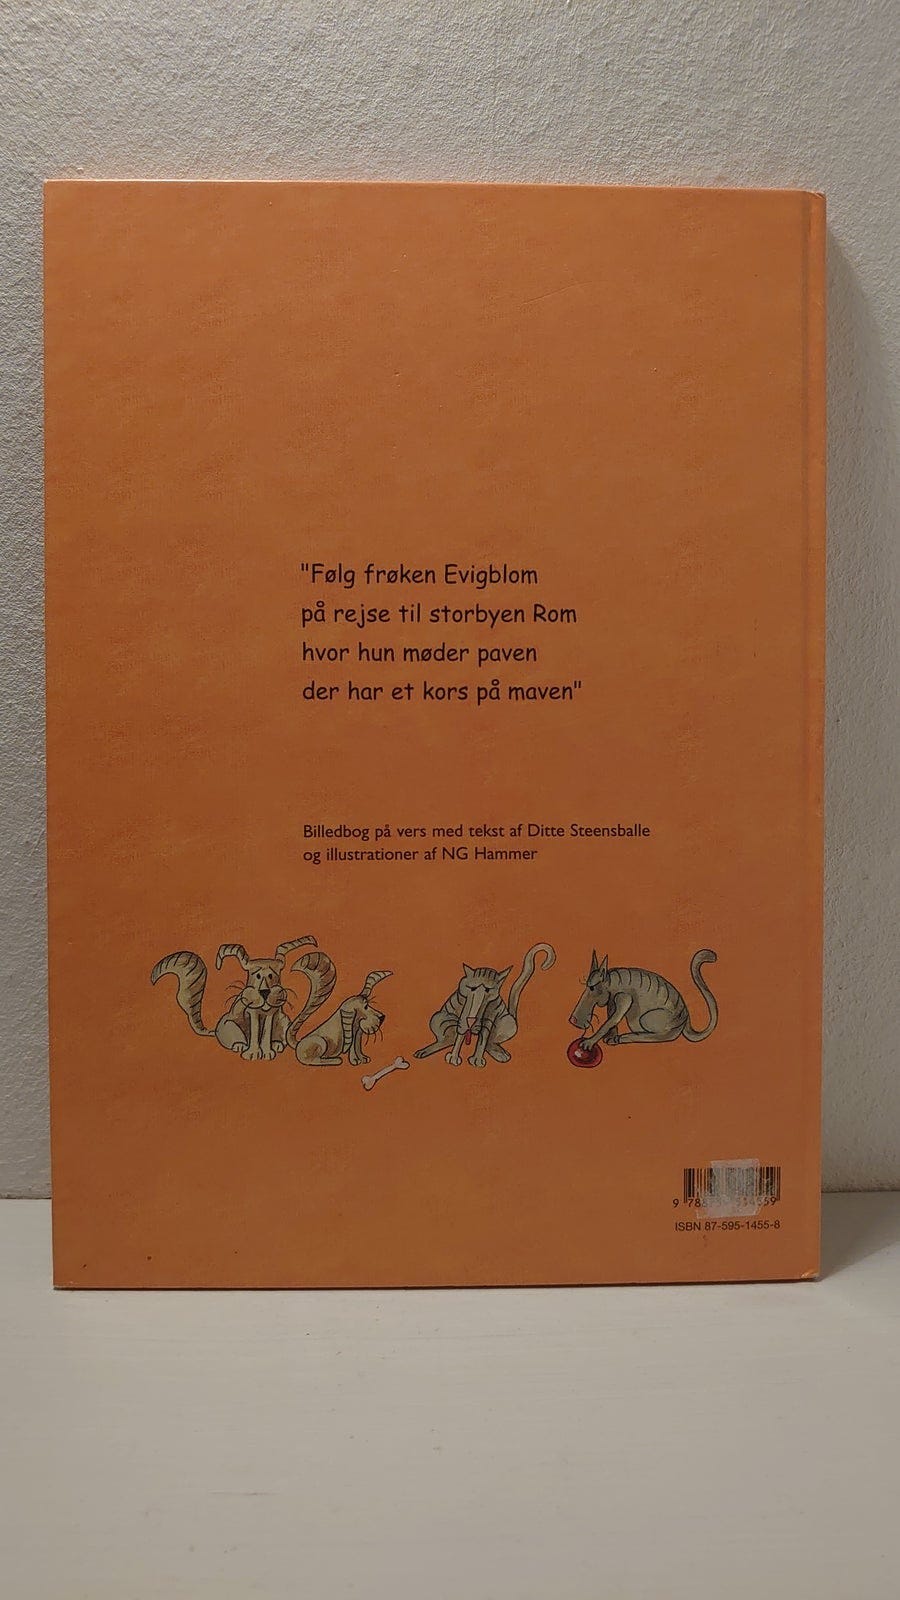 "Følg frøken Evigblom
på rejse til storbyen Rom
hvor hun møder paven
der har et kors på maven"
Billedbog på vers med tekst af Ditte Steensballe
og illustrationer af NG Hammer
ISBN 87-595-1455-8